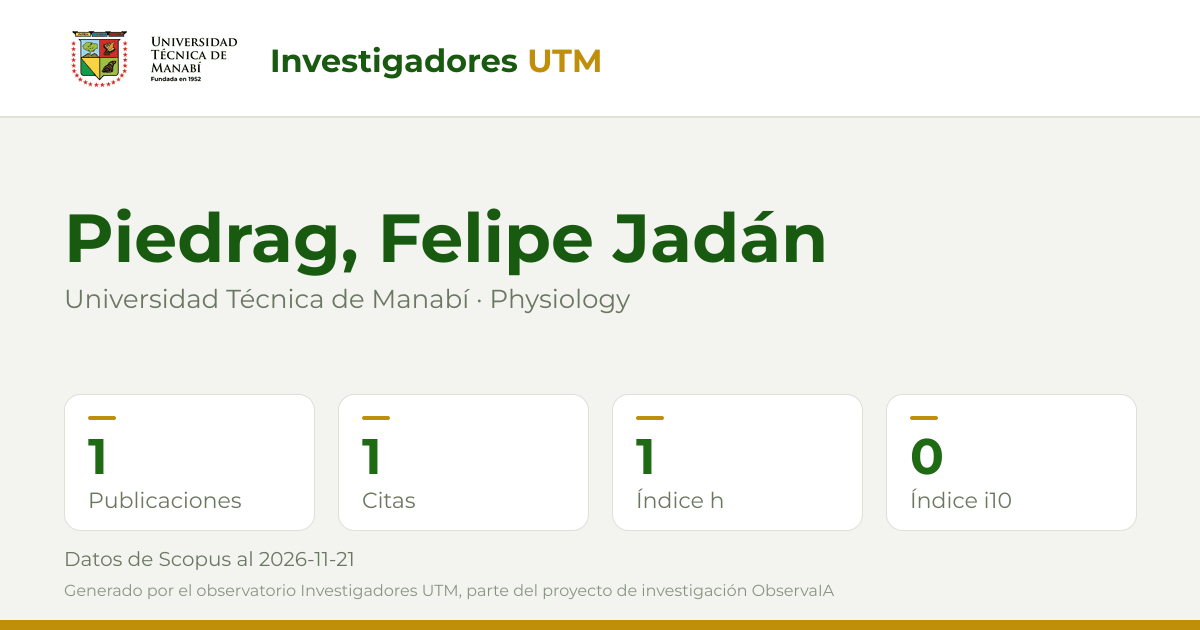 UNIVERSIDAD
TÉCNICA DE
MANABÍ
Fundada en 1952
Investigadores UTM
Piedrag, Felipe Jadán
Universidad Técnica de Manabí · Physiology
1
Publicaciones
1
Citas
1
Índice h
0
Índice i10
Datos de Scopus al 2026-11-21
Generado por el observatorio Investigadores UTM, parte del proyecto de investigación ObservaIA